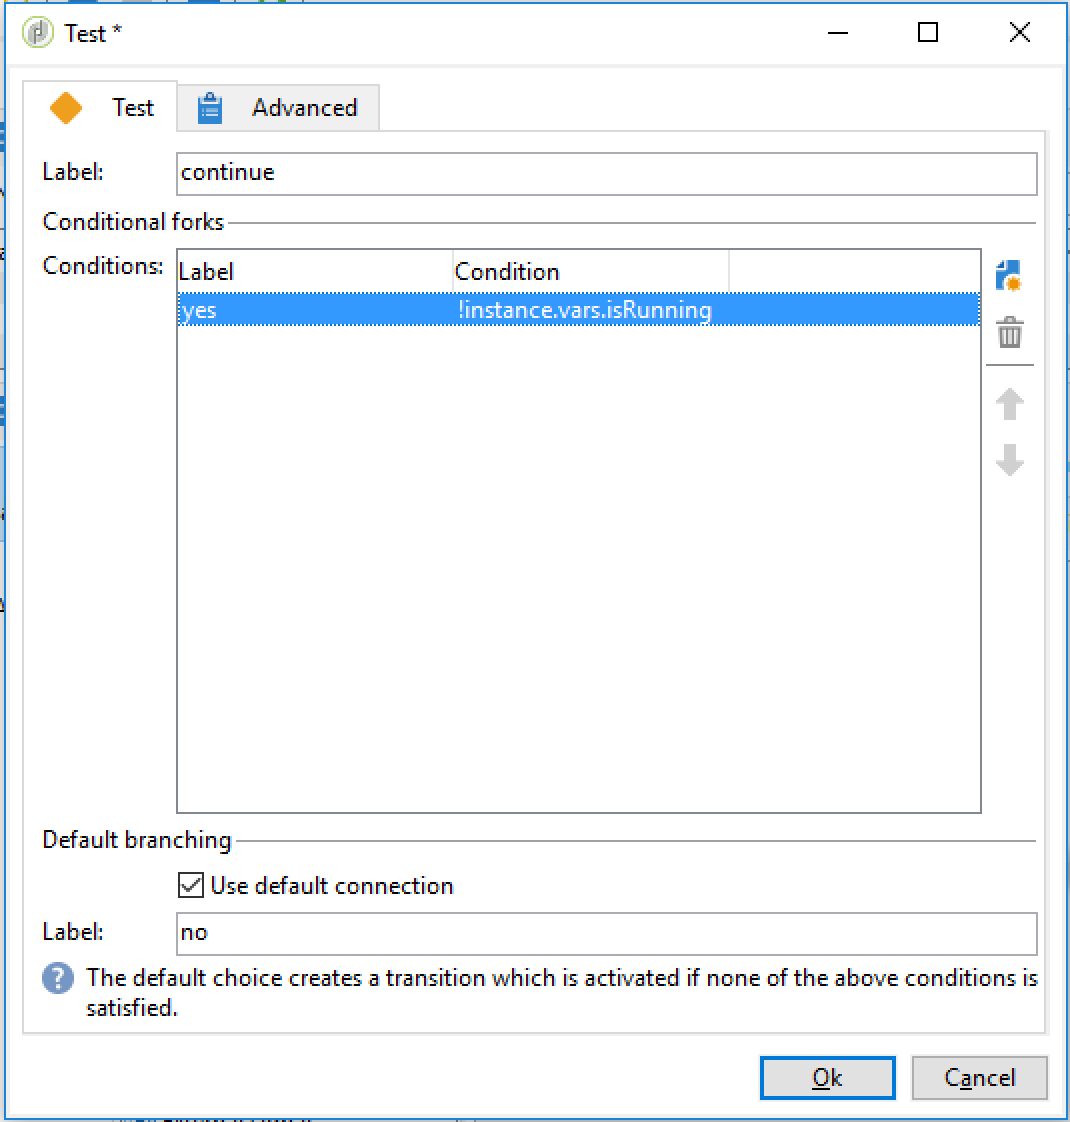 Test *
Test
Advanced
Label:
continue
Conditional forks
Conditions:
Label
Condition
yes
!instance.vars.isRunning
Default branching
Use default connection
Label:
no
The default choice creates a transition which is activated if none of the above conditions is
satisfied.
Ok
Cancel